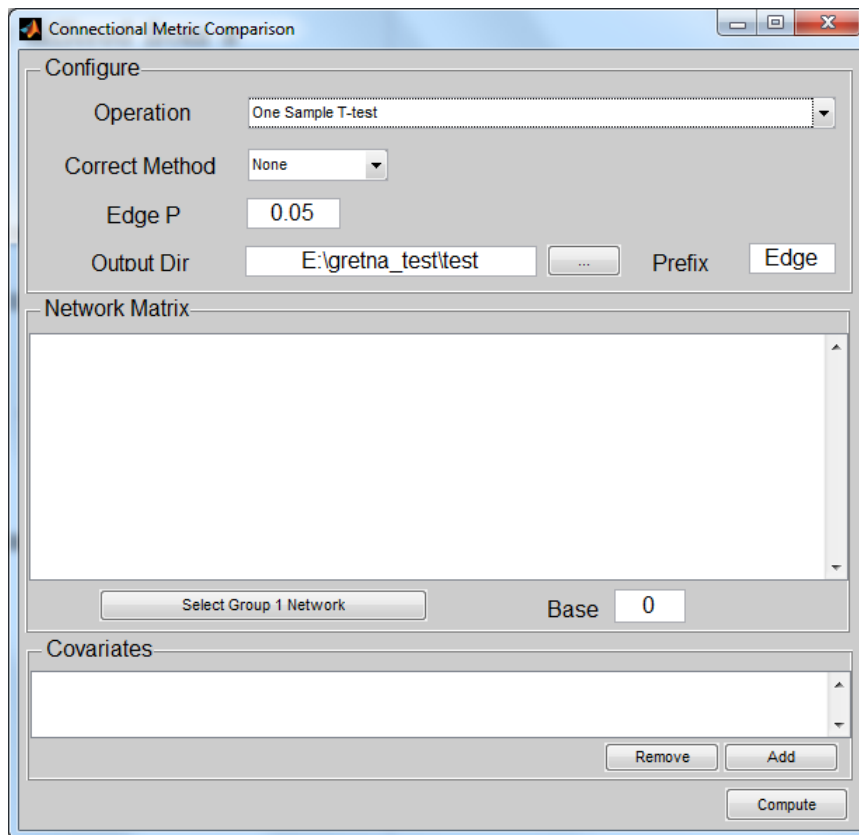 Connectional Metric Comparison
Configure
Operation One Sample T-test
Correct Method None
Edge P 0.05
Output Dir E:\gretna_test\test ... Prefix Edge
Network Matrix
Select Group 1 Network Base 0
Covariates
Remove Add
Compute